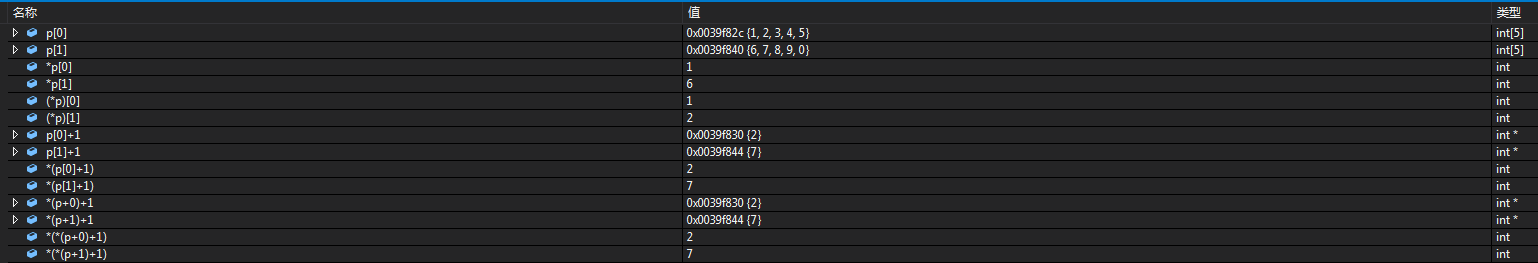 名称 值 类型
p[0] 0x0039f82c {1, 2, 3, 4, 5} int[5]
p[1] 0x0039f840 {6, 7, 8, 9, 0} int[5]
*p[0] 1 int
*p[1] 6 int
(*p)[0] 1 int
(*p)[1] 2 int
p[0]+1 0x0039f830 {2} int *
p[1]+1 0x0039f844 {7} int *
*(p[0]+1) 2 int
*(p[1]+1) 7 int
*(p+0)+1 0x0039f830 {2} int *
*(p+1)+1 0x0039f844 {7} int *
*(*(p+0)+1) 2 int
*(*(p+1)+1) 7 int